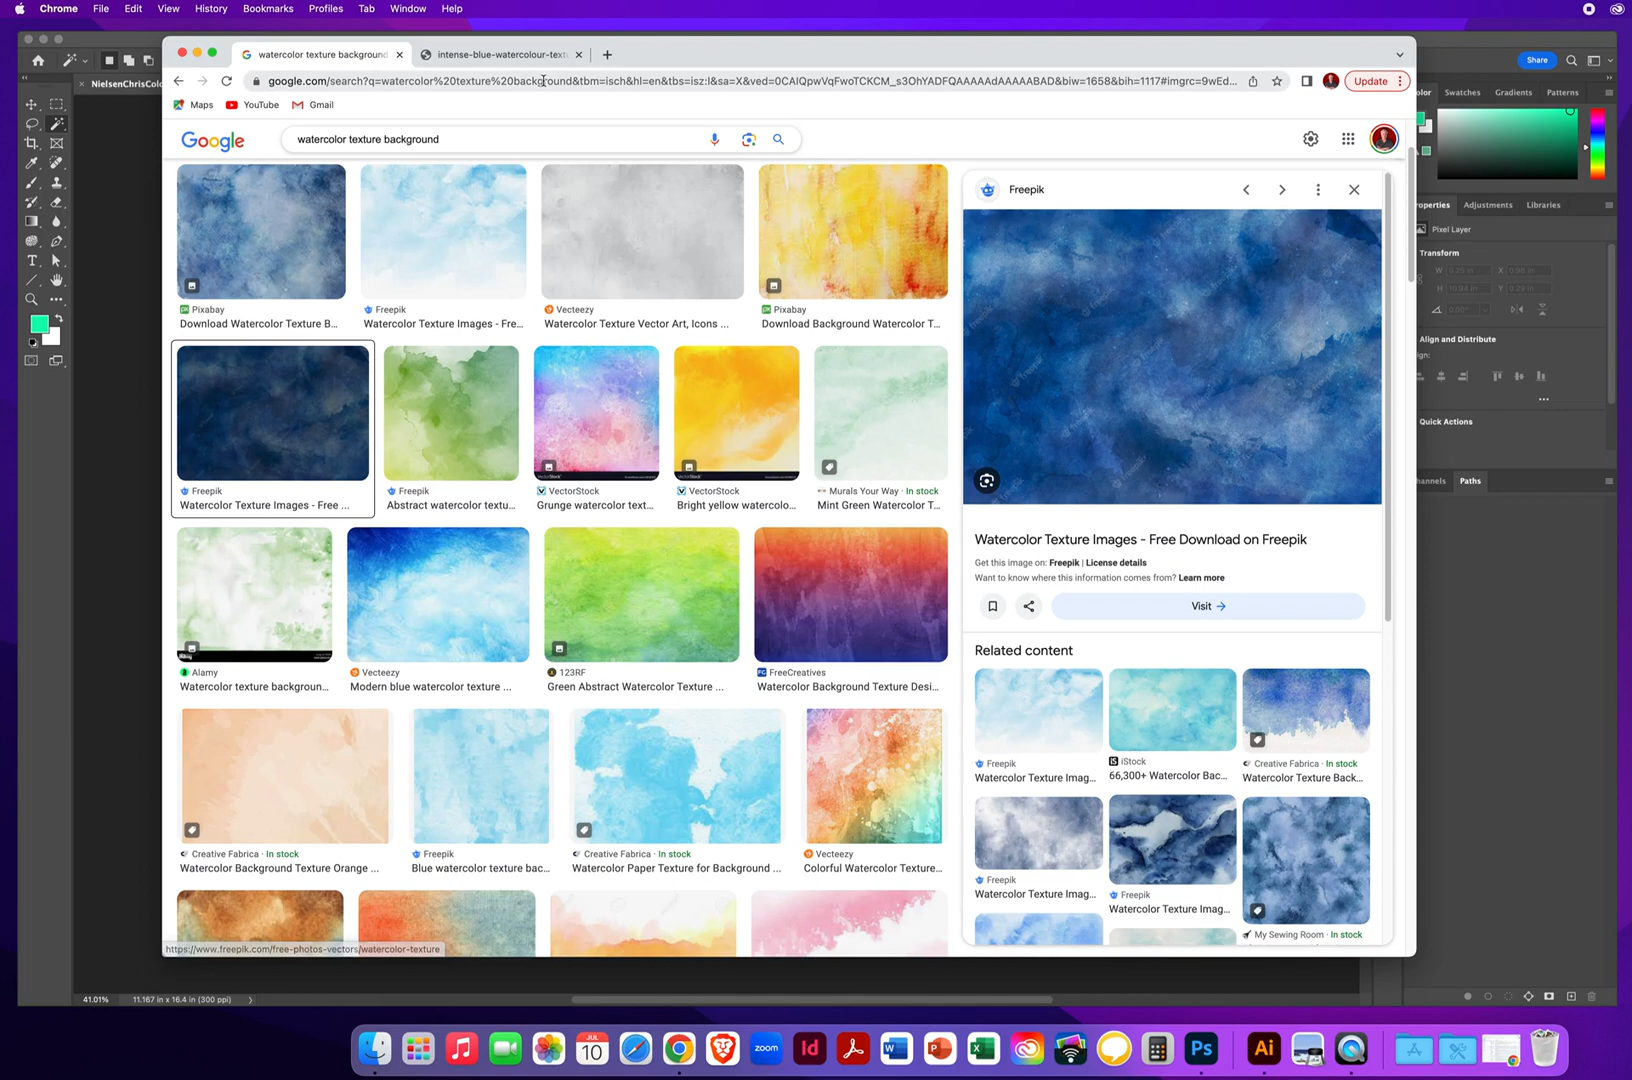 Chrome File Edit View History Bookmarks Profiles Tab Window Help
Share
NielsenChrisColo
watercolor texture background
intense-blue-watercolour-text
google.com/search?q=watercolor%20texture%20background&tbm=isch&hl=en&tbs=isz:l&sa=X&ved=0CAIQpwVqFwoTCKCM_s3OhYADFQAAAAAdAAAAABAD&biw=1658&bih=1117#imgrc=9wEd...
Update
Maps YouTube Gmail
Swatches Gradients Patterns
Google
watercolor texture background
Freepik
Adjustments Libraries
Pixel Layer
Transform
Align and Distribute
Quick Actions
Paths
Pixabay
Download Watercolor Texture B...
Freepik
Watercolor Texture Images - Fre...
Vecteezy
Watercolor Texture Vector Art, Icons ...
Pixabay
Download Background Watercolor T...
Freepik
Watercolor Texture Images - Free ...
Freepik
Abstract watercolor textu...
VectorStock
Grunge watercolor text...
VectorStock
Bright yellow watercolo...
Murals Your Way · In stock
Mint Green Watercolor T...
Alamy
Watercolor texture backgroun...
Vecteezy
Modern blue watercolor texture ...
123RF
Green Abstract Watercolor Texture ...
FreeCreatives
Watercolor Background Texture Desi...
Creative Fabrica · In stock
Watercolor Background Texture Orange ...
Freepik
Blue watercolor texture bac...
Creative Fabrica · In stock
Watercolor Paper Texture for Background ...
Vecteezy
Colorful Watercolor Texture...
https://www.freepik.com/free-photos-vectors/watercolor-texture
Watercolor Texture Images - Free Download on Freepik
Get this image on: Freepik | License details
Want to know where this information comes from? Learn more
Visit
Related content
Freepik
Watercolor Texture Imag...
iStock
66,300+ Watercolor Bac...
Creative Fabrica · In stock
Watercolor Texture Back...
Freepik
Watercolor Texture Imag...
Freepik
Watercolor Texture Imag...
My Sewing Room · In stock
41.01% 11.167 in x 16.4 in (300 ppi)
JUL
10
zoom
Id
W
P
X
Ps
Ai